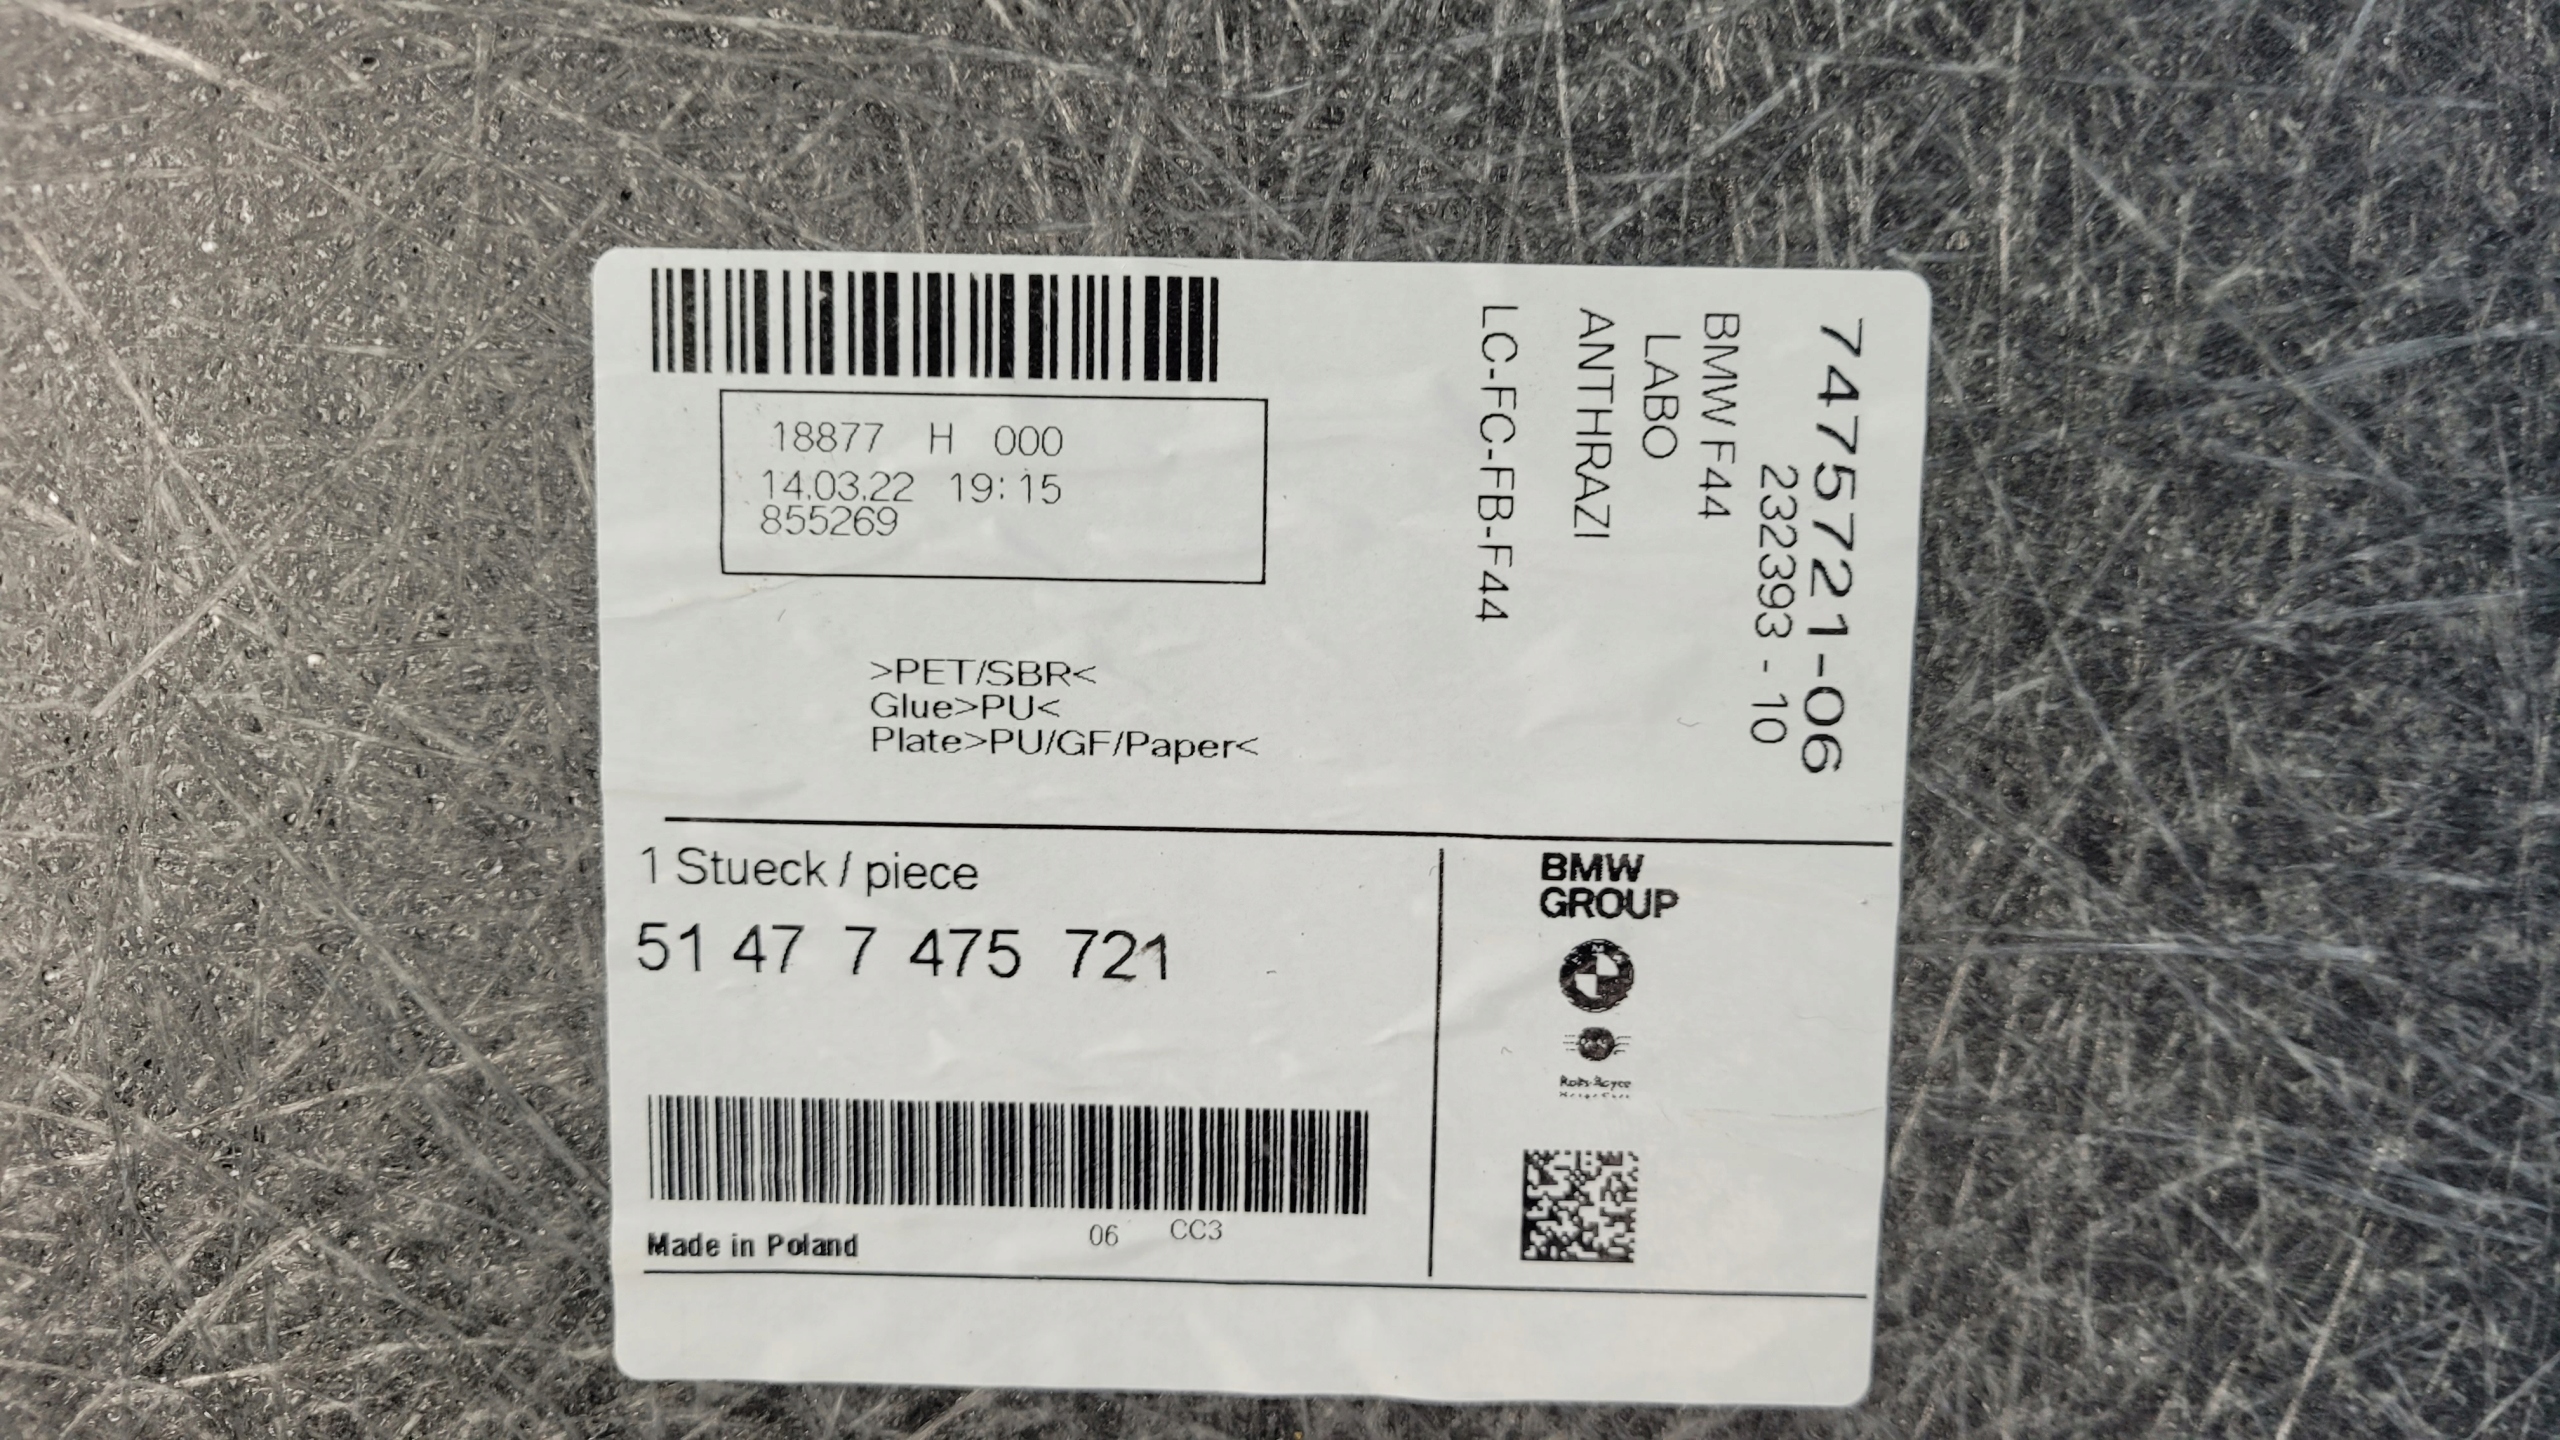 18877 H 000
14.03.22 19:15
855269
>PET/SBR<
Glue>PU<
Plate>PU/GF/Paper<
7475721-06
232393 - 10
BMW F44
LABO
ANTHRAZI
LC-FC-FB-F44
1 Stueck / piece
51 47 7 475 721
06 CC3
Made in Poland
BMW
GROUP
Rolls-Royce